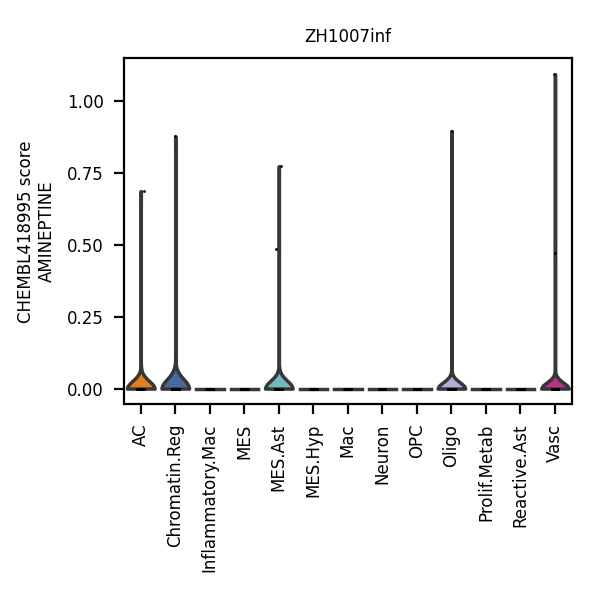 ZH1007inf
CHEMBL418995 score
AMINEPTINE
1.00
0.75
0.50
0.25
0.00
AC
Chromatin.Reg
Inflammatory.Mac
MES
MES.Ast
MES.Hyp
Mac
Neuron
OPC
Oligo
Prolif.Metab
Reactive.Ast
Vasc